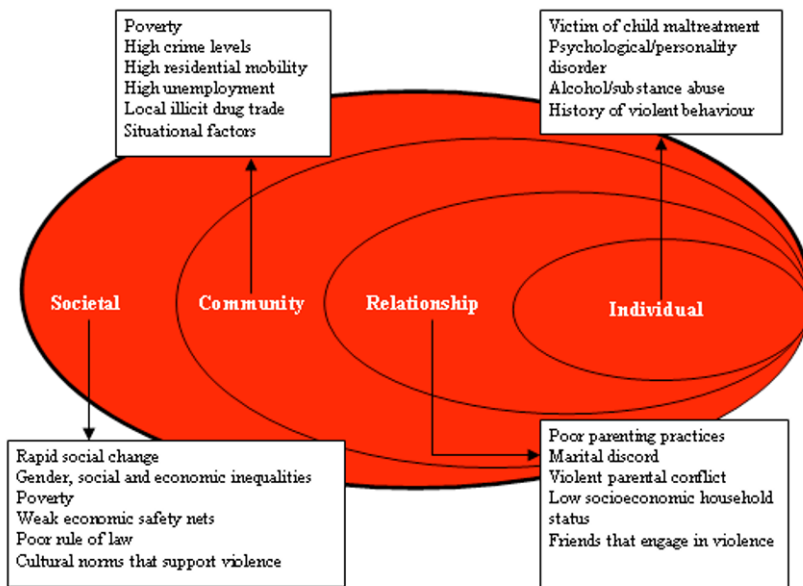 Poverty
High crime levels
High residential mobility
High unemployment
Local illicit drug trade
Situational factors
Victim of child maltreatment
Psychological/personality
disorder
Alcohol/substance abuse
History of violent behaviour
Societal
Community
Relationship
Individual
Rapid social change
Gender, social and economic inequalities
Poverty
Weak economic safety nets
Poor rule of law
Cultural norms that support violence
Poor parenting practices
Marital discord
Violent parental conflict
Low socioeconomic household
status
Friends that engage in violence